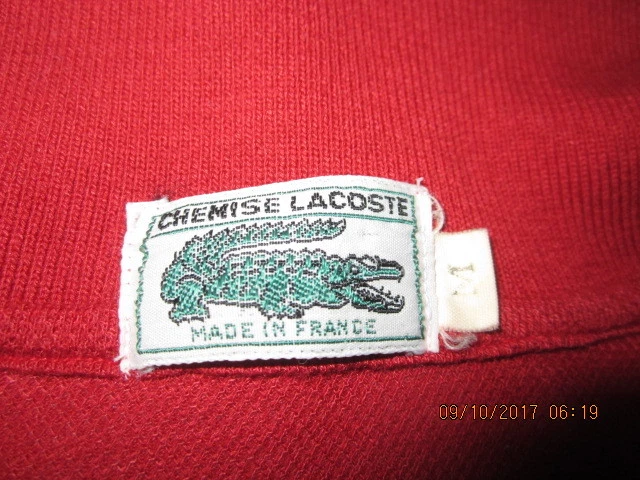 CHEMISE LACOSTE
MADE IN FRANCE
M
09/10/2017 06:19